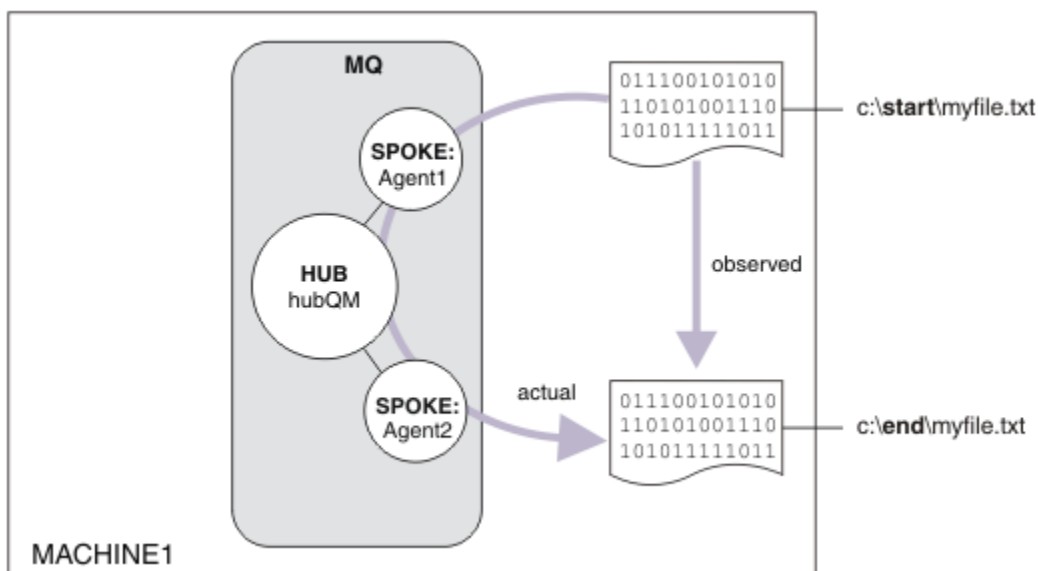 MQ
SPOKE:
Agent1
HUB
hubQM
SPOKE:
Agent2
011100101010
110101001110
101011111011
c:\start\myfile.txt
observed
actual
011100101010
110101001110
101011111011
c:\end\myfile.txt
MACHINE1